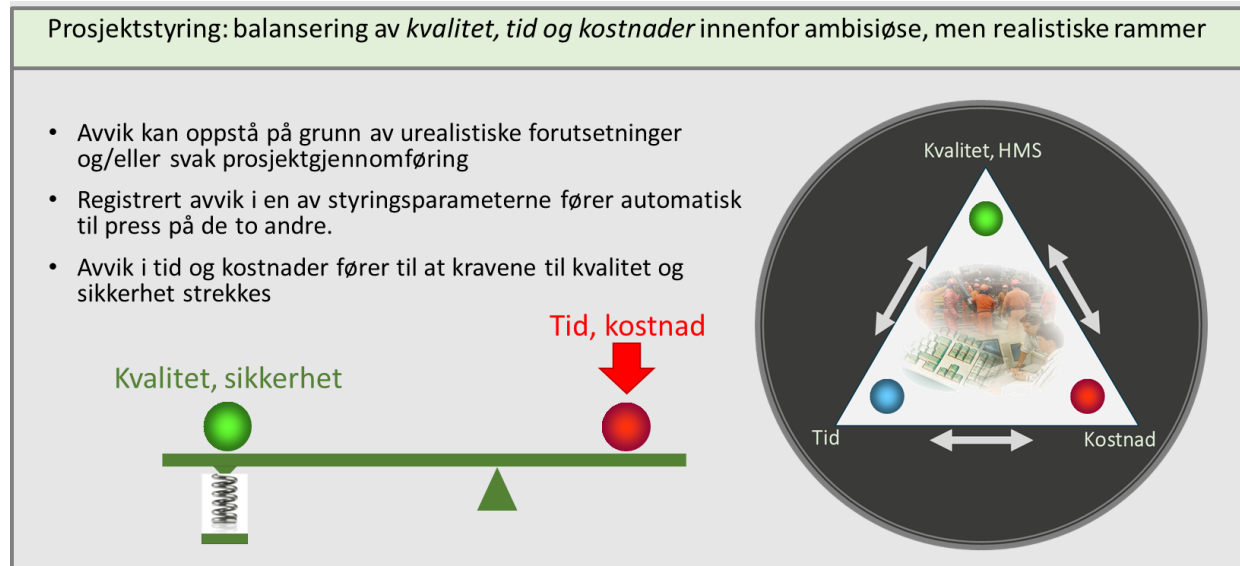 Prosjektstyring: balansering av kvalitet, tid og kostnader innenfor ambisiøse, men realistiske rammer
• Avvik kan oppstå på grunn av urealistiske forutsetninger
og/eller svak prosjektgjennomføring
• Registrert avvik i en av styringsparameterne fører automatisk
til press på de to andre.
• Avvik i tid og kostnader fører til at kravene til kvalitet og
sikkerhet strekkes
Tid, kostnad
Kvalitet, sikkerhet
Kvalitet, HMS
Tid
Kostnad